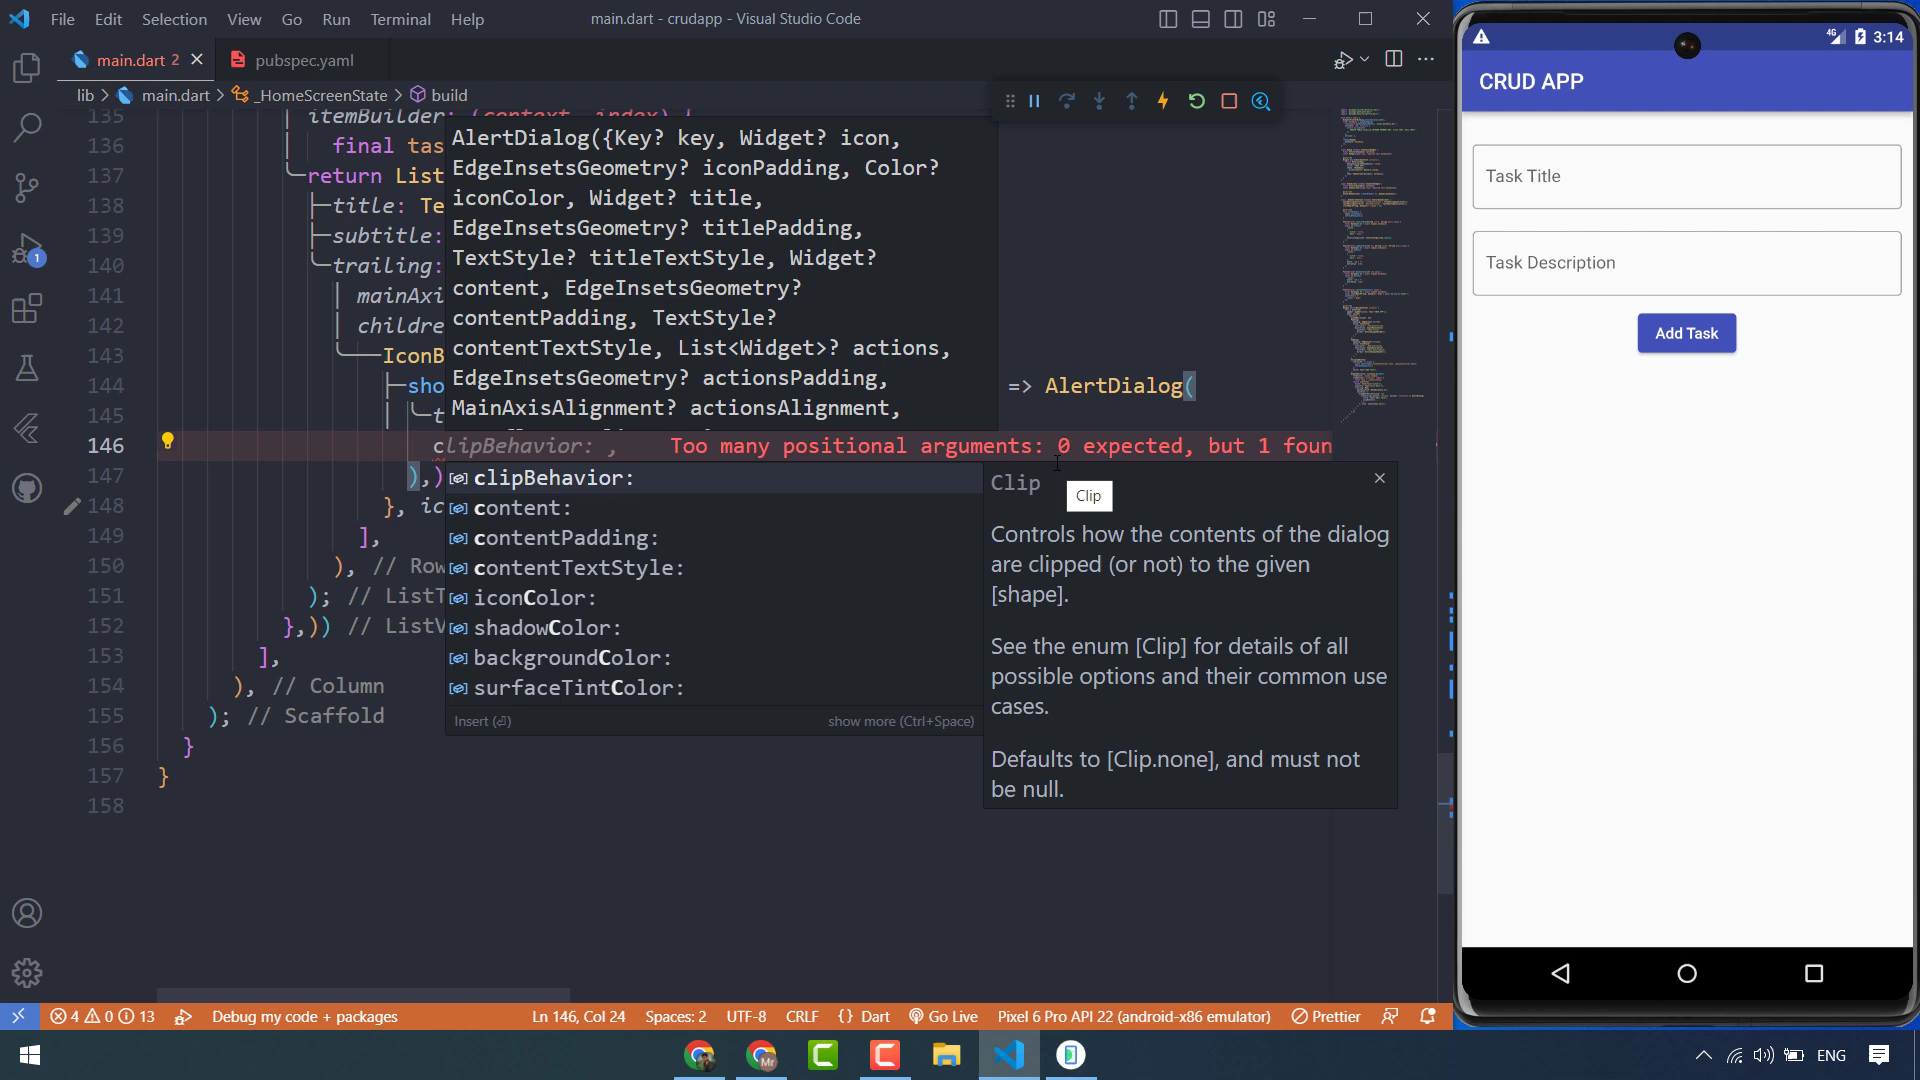 File Edit Selection View Go Run Terminal Help
main.dart - crudapp - Visual Studio Code
main.dart 2
pubspec.yaml
lib > main.dart > _HomeScreenState > build
135 itemBuilder: (context, index) {
136 final tas
137 return List
138 title: Te
139 subtitle:
140 trailing:
141 mainAxi
142 childre
143 IconB
144 sho => AlertDialog(
145 t
146 clipBehavior: , Too many positional arguments: 0 expected, but 1 foun
147 ),)
148 }, ic
149 ],
150 ), // Row
151 ); // ListT
152 },)) // ListV
153 ],
154 ), // Column
155 ); // Scaffold
156 }
157 }
158
AlertDialog({Key? key, Widget? icon,
EdgeInsetsGeometry? iconPadding, Color?
iconColor, Widget? title,
EdgeInsetsGeometry? titlePadding,
TextStyle? titleTextStyle, Widget?
content, EdgeInsetsGeometry?
contentPadding, TextStyle?
contentTextStyle, List<Widget>? actions,
EdgeInsetsGeometry? actionsPadding,
MainAxisAlignment? actionsAlignment,
clipBehavior:
content:
contentPadding:
contentTextStyle:
iconColor:
shadowColor:
backgroundColor:
surfaceTintColor:
Insert (⏎) show more (Ctrl+Space)
Clip
Clip
Controls how the contents of the dialog
are clipped (or not) to the given
[shape].
See the enum [Clip] for details of all
possible options and their common use
cases.
Defaults to [Clip.none], and must not
be null.
1
4 0 13 Debug my code + packages Ln 146, Col 24 Spaces: 2 UTF-8 CRLF {} Dart Go Live Pixel 6 Pro API 22 (android-x86 emulator) Prettier
4G 3:14
CRUD APP
Task Title
Task Description
Add Task
Mr
ENG